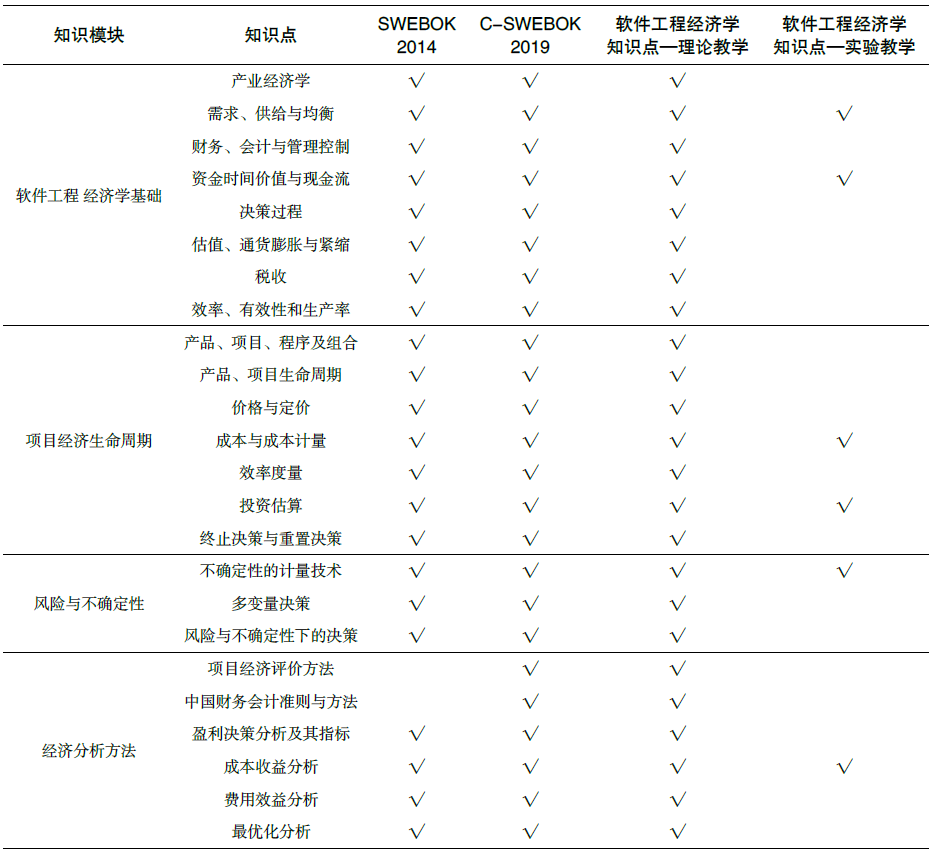 知识模块 知识点 SWEBOK 2014 C-SWEBOK 2019 软件工程经济学 知识点—理论教学 软件工程经济学 知识点—实验教学
产业经济学 √ √ √
需求、供给与均衡 √ √ √ √
财务、会计与管理控制 √ √ √
资金时间价值与现金流 √ √ √ √
软件工程 经济学基础
决策过程 √ √ √
估值、通货膨胀与紧缩 √ √ √
税收 √ √ √
效率、有效性和生产率 √ √ √
产品、项目、程序及组合 √ √ √
产品、项目生命周期 √ √ √
价格与定价 √ √ √
项目经济生命周期 成本与成本计量 √ √ √ √
效率度量 √ √ √
投资估算 √ √ √ √
终止决策与重置决策 √ √ √
不确定性的计量技术 √ √ √ √
风险与不确定性 多变量决策 √ √ √
风险与不确定性下的决策 √ √ √
项目经济评价方法 √ √
中国财务会计准则与方法 √ √
盈利决策分析及其指标 √ √ √
经济分析方法
成本收益分析 √ √ √ √
费用效益分析 √ √ √
最优化分析 √ √ √